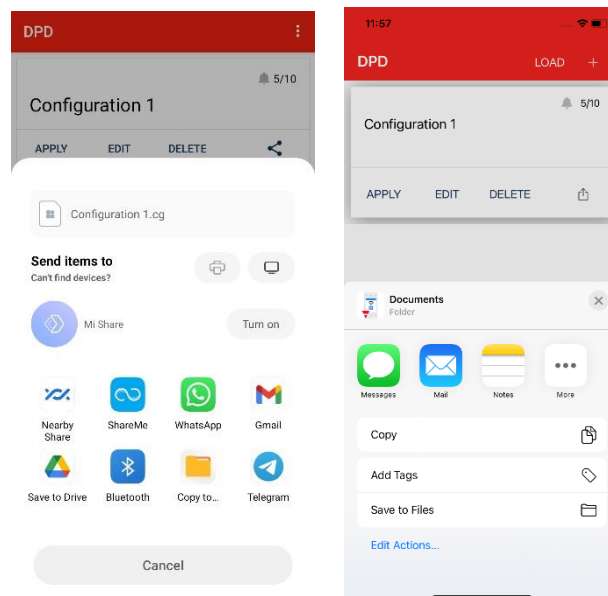 DPD
5/10
Configuration 1
APPLY EDIT DELETE
Configuration 1.cg
Send items to
Can't find devices?
Mi Share
Turn on
Nearby Share
ShareMe
WhatsApp
Gmail
Save to Drive
Bluetooth
Copy to...
Telegram
Cancel
11:57
DPD
LOAD +
5/10
Configuration 1
APPLY EDIT DELETE
Documents
Folder
Messages
Mail
Notes
More
Copy
Add Tags
Save to Files
Edit Actions...